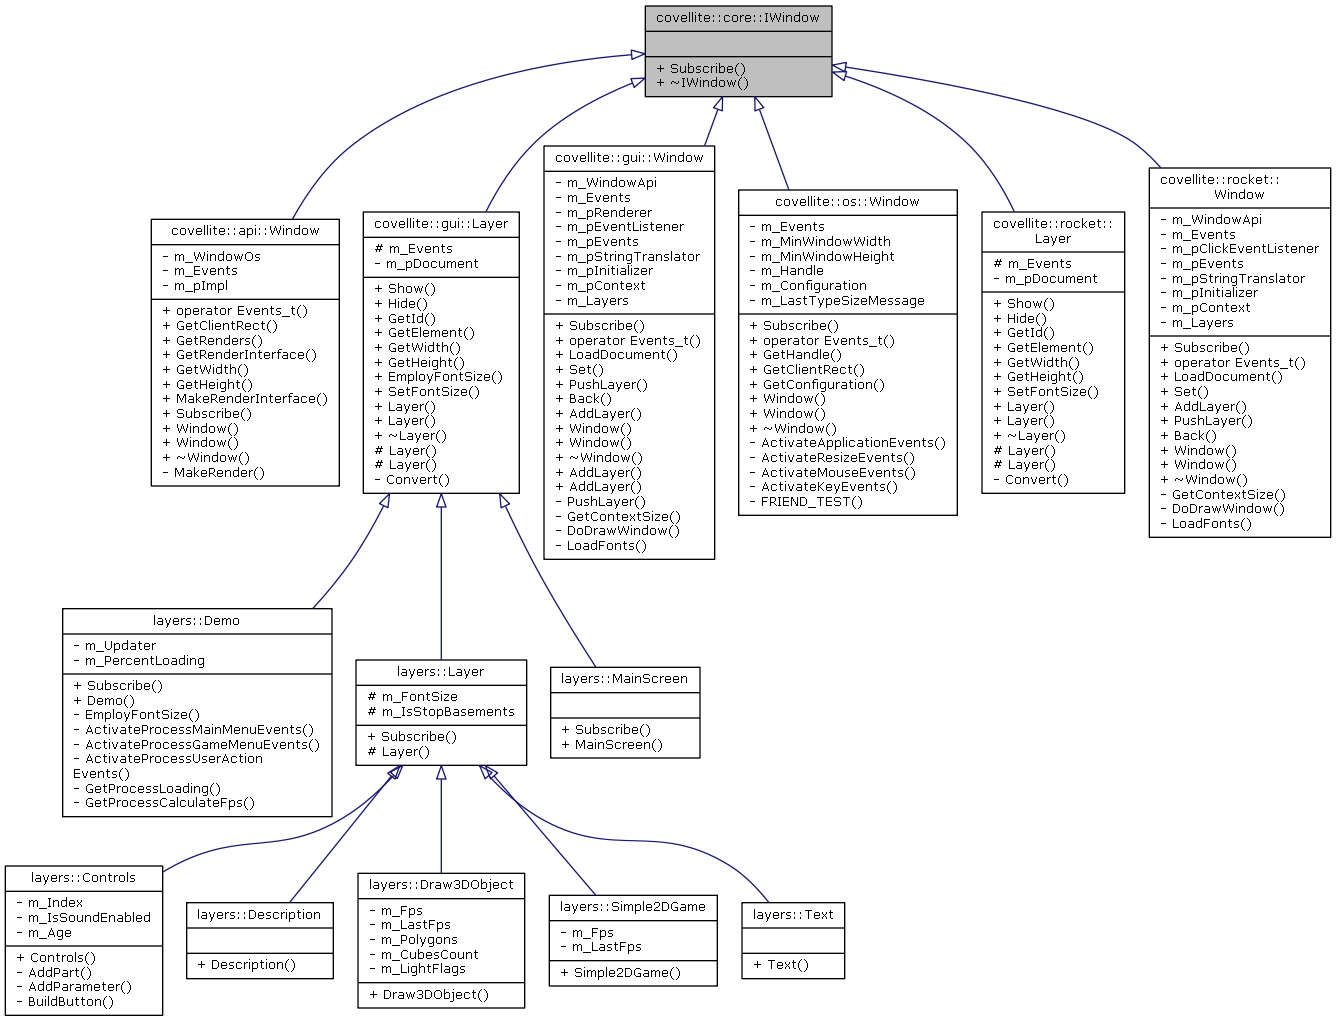 covellite::core::IWindow
+ Subscribe()
+ ~IWindow()
covellite::api::Window
- m_WindowOs
- m_Events
- m_pImpl
+ operator Events_t()
+ GetClientRect()
+ GetRenders()
+ GetRenderInterface()
+ GetWidth()
+ GetHeight()
+ MakeRenderInterface()
+ Subscribe()
+ Window()
+ Window()
+ ~Window()
- MakeRender()
covellite::gui::Layer
# m_Events
- m_pDocument
+ Show()
+ Hide()
+ GetId()
+ GetElement()
+ GetWidth()
+ GetHeight()
+ EmployFontSize()
+ SetFontSize()
+ Layer()
+ Layer()
+ ~Layer()
# Layer()
# Layer()
- Convert()
covellite::gui::Window
- m_WindowApi
- m_Events
- m_pRenderer
- m_pEventListener
- m_pEvents
- m_pStringTranslator
- m_pInitializer
- m_pContext
- m_Layers
+ Subscribe()
+ operator Events_t()
+ LoadDocument()
+ Set()
+ PushLayer()
+ Back()
+ AddLayer()
+ Window()
+ Window()
+ ~Window()
+ AddLayer()
+ AddLayer()
- PushLayer()
- GetContextSize()
- DoDrawWindow()
- LoadFonts()
covellite::os::Window
- m_Events
- m_MinWindowWidth
- m_MinWindowHeight
- m_Handle
- m_Configuration
- m_LastTypeSizeMessage
+ Subscribe()
+ operator Events_t()
+ GetHandle()
+ GetClientRect()
+ GetConfiguration()
+ Window()
+ Window()
+ ~Window()
- ActivateApplicationEvents()
- ActivateResizeEvents()
- ActivateMouseEvents()
- ActivateKeyEvents()
- FRIEND_TEST()
covellite::rocket::
Layer
# m_Events
- m_pDocument
+ Show()
+ Hide()
+ GetId()
+ GetElement()
+ GetWidth()
+ GetHeight()
+ SetFontSize()
+ Layer()
+ Layer()
+ ~Layer()
# Layer()
# Layer()
- Convert()
covellite::rocket::
Window
- m_WindowApi
- m_Events
- m_pClickEventListener
- m_pEvents
- m_pStringTranslator
- m_pInitializer
- m_pContext
- m_Layers
+ Subscribe()
+ operator Events_t()
+ LoadDocument()
+ Set()
+ AddLayer()
+ PushLayer()
+ Back()
+ Window()
+ Window()
+ ~Window()
- GetContextSize()
- DoDrawWindow()
- LoadFonts()
layers::Demo
- m_Updater
- m_PercentLoading
+ Subscribe()
+ Demo()
- EmployFontSize()
- ActivateProcessMainMenuEvents()
- ActivateProcessGameMenuEvents()
- ActivateProcessUserAction
Events()
- GetProcessLoading()
- GetProcessCalculateFps()
layers::Layer
# m_FontSize
# m_IsStopBasements
+ Subscribe()
# Layer()
layers::MainScreen
+ Subscribe()
+ MainScreen()
layers::Controls
- m_Index
- m_IsSoundEnabled
- m_Age
+ Controls()
- AddPart()
- AddParameter()
- BuildButton()
layers::Description
+ Description()
layers::Draw3DObject
- m_Fps
- m_LastFps
- m_Polygons
- m_CubesCount
- m_LightFlags
+ Draw3DObject()
layers::Simple2DGame
- m_Fps
- m_LastFps
+ Simple2DGame()
layers::Text
+ Text()